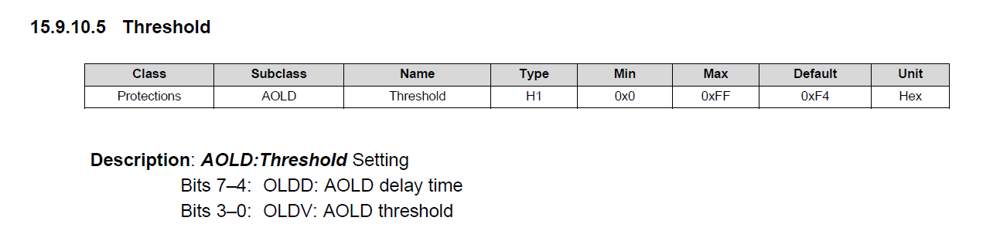 15.9.10.5 Threshold
Class Subclass Name Type Min Max Default Unit
Protections AOLD Threshold H1 0x0 0xFF 0xF4 Hex
Description: AOLD:Threshold Setting
Bits 7–4: OLDD: AOLD delay time
Bits 3–0: OLDV: AOLD threshold